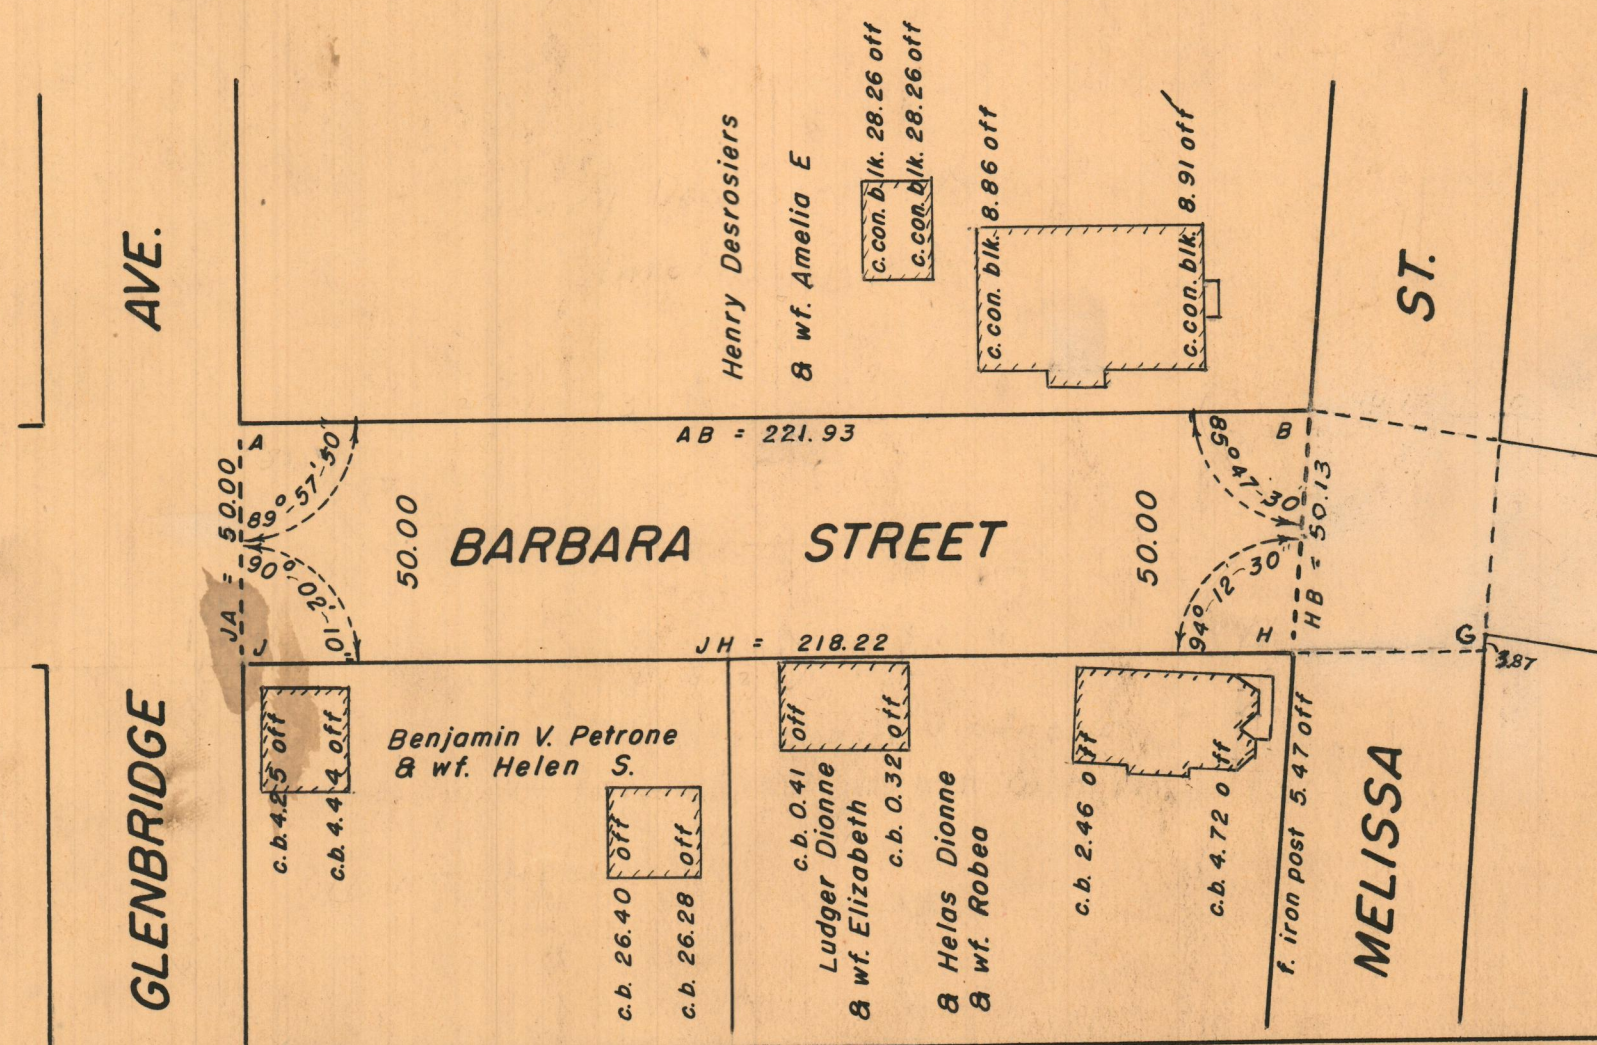 GLENBRIDGE AVE.
Henry Desrosiers
& wf. Amelia E
c. con. blk. 28.26 off
c. con. blk. 28.26 off
c. con. blk. 8.86 off
c. con. blk. 8.91 off
A
AB = 221.93
B
89°-57'-50"
85° 47-30
JA = 50.00
50.00
BARBARA STREET
50.00
HB = 50.13
90°-20'-10"
94°-12-30
J
JH = 218.22
H
G
3.87
c.b. 4.25 off
c.b. 4.44 off
Benjamin V. Petrone
& wf. Helen S.
c.b. 26.40 off
c.b. 26.28 off
c.b. 0.41 off
Ludger Dionne
& wf. Elizabeth
c.b. 0.32 off
& Helas Dionne
& wf. Robea
c.b. 2.46 off
c.b. 4.72 off
f. iron post 5.47 off
MELISSA ST.